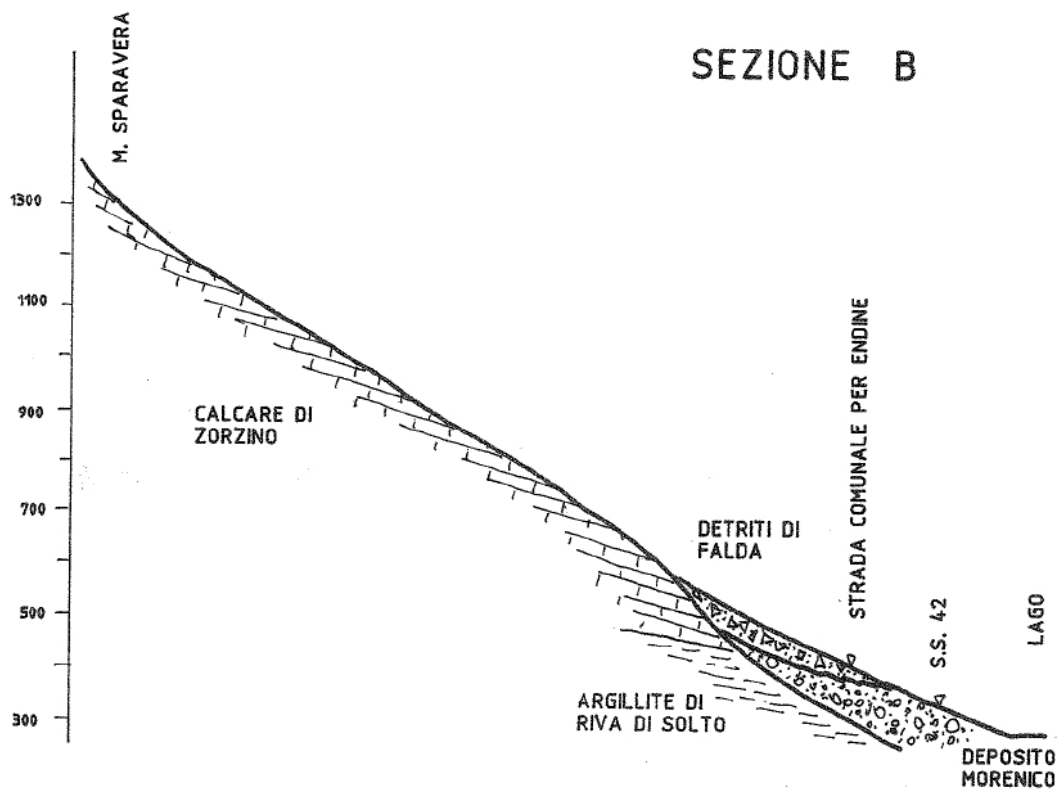 SEZIONE B
M. SPARAVERA
1300
1100
900
700
500
300
CALCARE DI
ZORZINO
DETRITI DI
FALDA
STRADA COMUNALE PER ENDINE
S.S. 42
LAGO
ARGILLITE DI
RIVA DI SOLTO
DEPOSITO
MORENICO